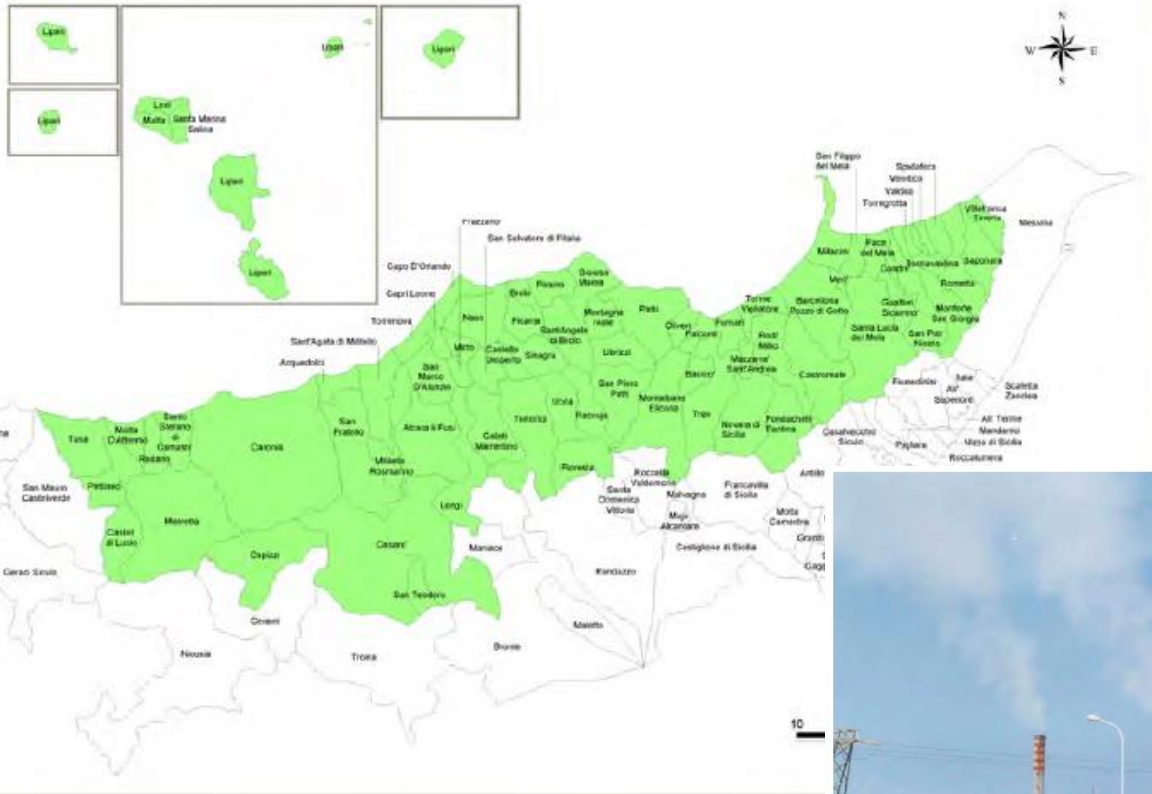 Lipari
Lipari
Lipari
Lipari
Leni
Malfa
Santa Marina
Salina
Lipari
Lipari
N
W
E
S
San Filippo
del Mela
Spadafora
Venetico
Valdina
Torregrotta
Villafranca
Tirrena
Messina
Frazzanò
San Salvatore di Fitalia
Capo D'Orlando
Capri Leone
Torrenova
Sant'Agata di Militello
Acquedolci
Milazzo
Pace
del Mela
Condrò
Roccavaldina
Saponara
Rometta
Merì
Gualtieri
Sicaminò
Monforte
San Giorgio
Santa Lucia
del Mela
San Pier
Niceto
Barcellona
Pozzo di Gotto
Terme
Vigliatore
Rodì
Milici
Castroreale
Mazzarrà
Sant'Andrea
Furnari
Falcone
Oliveri
Patti
Gioiosa
Marea
Piraino
Brolo
Naso
Ficarra
Sant'Angelo
di Brolo
Montagna
reale
Librizzi
Sinagra
Castello
Umberto
Mirto
San
Marco
D'Alunzio
San Piero
Patti
Montalbano
Elicona
Basicò
Tripi
Novara di
Sicilia
Fondachelli
Fantina
Ucria
Raccuja
Tortorici
Floresta
Galati
Mamertino
Alcara li Fusi
San
Fratello
Militello
Rosmarino
Longi
Caronia
Santo
Stefano
di
Camastra
Motta
D'Affermo
Reitano
Tusa
Pettineo
Mistretta
Castel
di Lucio
Capizzi
Cesarò
San Teodoro
San Mauro
Castelverde
Geraci Siculo
Nicosia
Cerami
Troina
Bronte
Maletto
Maniace
Randazzo
Santa
Domenica
Vittoria
Roccella
Valdemone
Malvagna
Mojo
Alcantara
Francavilla
di Sicilia
Castiglione di Sicilia
Motta
Camastra
Fiumedinisi
Alì
Superiore
Scaletta
Zanclea
Alì Terme
Mandanici
Nizza di Sicilia
Roccalumera
Pagliara
Casalvecchio
Siculo
10